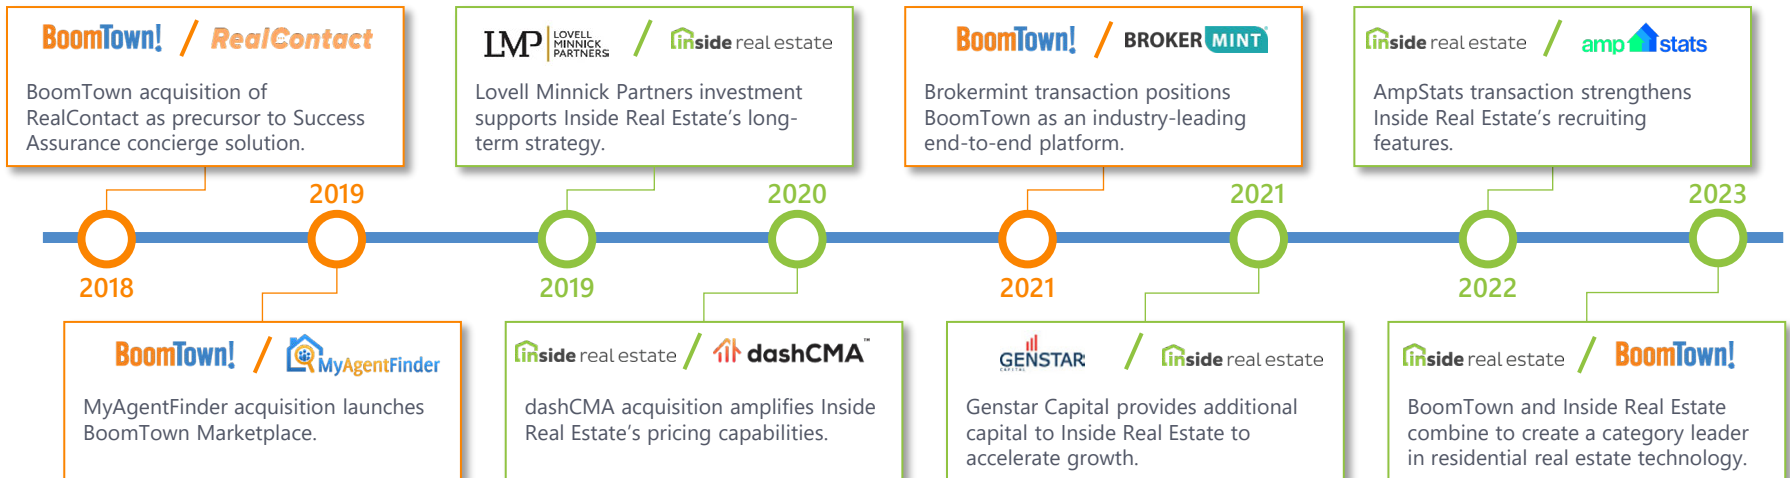 BoomTown! / RealContact
BoomTown acquisition of
RealContact as precursor to Success
Assurance concierge solution.
LMP LOVELL
MINNICK
PARTNERS / inside real estate
Lovell Minnick Partners investment
supports Inside Real Estate’s long-
term strategy.
BoomTown! / BROKER MINT
Brokermint transaction positions
BoomTown as an industry-leading
end-to-end platform.
inside real estate / amp stats
AmpStats transaction strengthens
Inside Real Estate’s recruiting
features.
2018
2019
2019
2020
2021
2021
2022
2023
BoomTown! / MyAgentFinder
MyAgentFinder acquisition launches
BoomTown Marketplace.
inside real estate / dashCMA™
dashCMA acquisition amplifies Inside
Real Estate’s pricing capabilities.
GENSTAR
CAPITAL / inside real estate
Genstar Capital provides additional
capital to Inside Real Estate to
accelerate growth.
inside real estate / BoomTown!
BoomTown and Inside Real Estate
combine to create a category leader
in residential real estate technology.